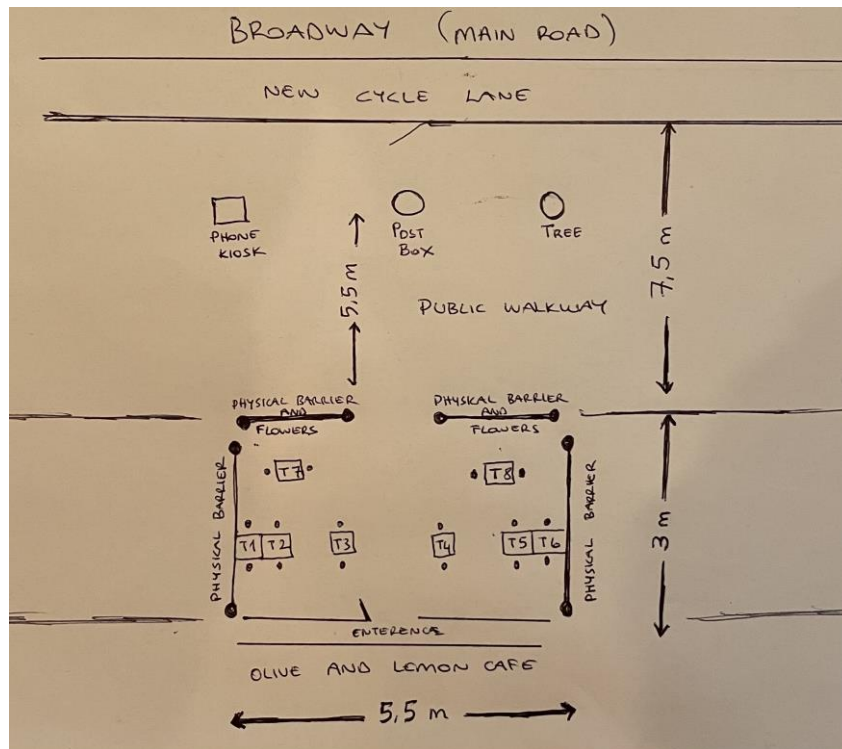 BROADWAY (MAIN ROAD)
NEW CYCLE LANE
PHONE
KIOSK
POST
BOX
TREE
5,5 m
7,5 m
PUBLIC WALKWAY
PHYSICAL BARRIER
AND
FLOWERS
PHYSICAL BARRIER
AND
FLOWERS
PHYSICAL BARRIER
T7
T8
T1 T2 T3 T4 T5 T6
PHYSICAL BARRIER
3 m
ENTERENCE
OLIVE AND LEMON CAFE
5,5 m